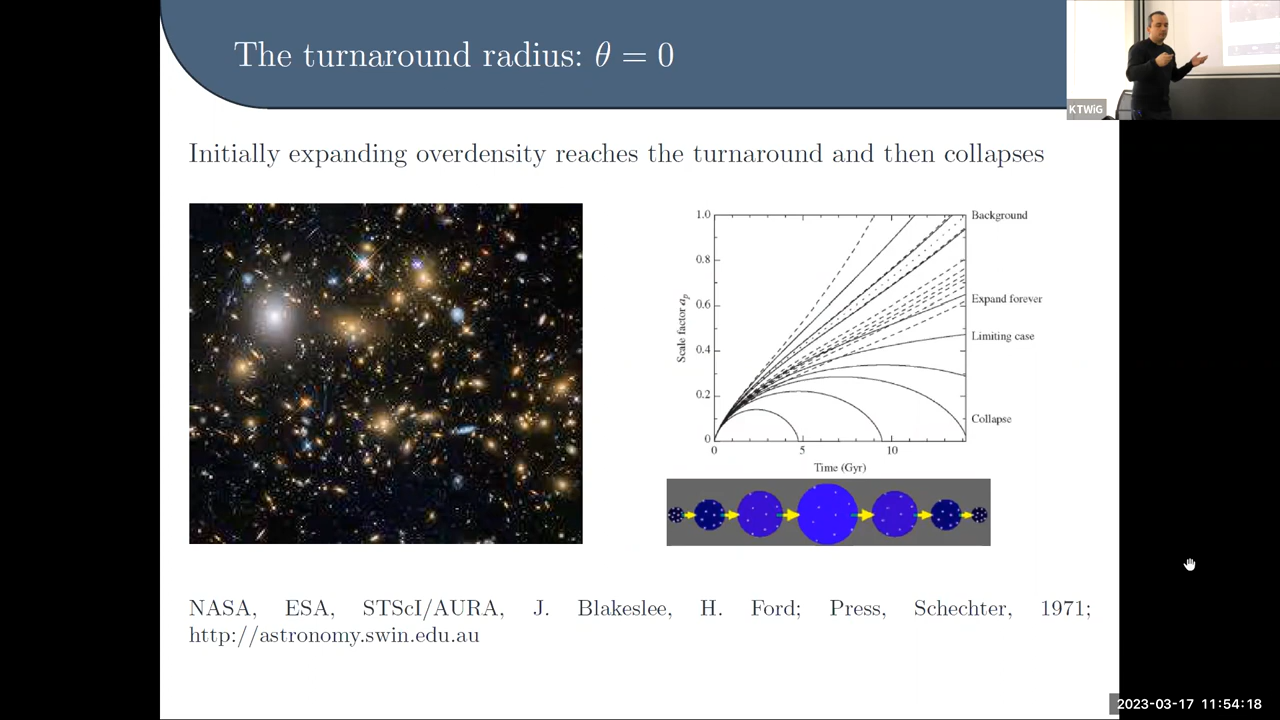 The turnaround radius: θ = 0
KTWiG
Initially expanding overdensity reaches the turnaround and then collapses
1.0
0.8
0.6
0.4
0.2
0
Scale factor a_p
0
5
10
Time (Gyr)
Background
Expand forever
Limiting case
Collapse
NASA, ESA, STScI/AURA, J. Blakeslee, H. Ford; Press, Schechter, 1971;
http://astronomy.swin.edu.au
2023-03-17 11:54:18